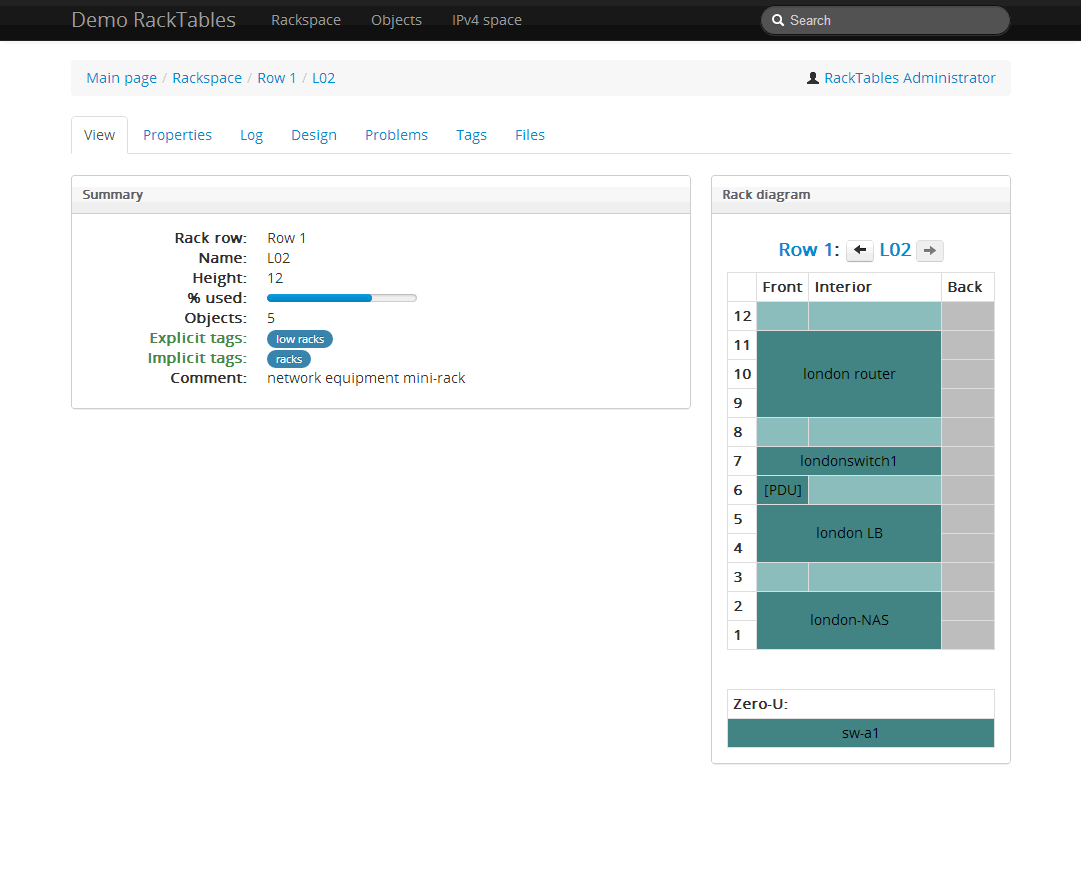 Demo RackTables Rackspace Objects IPv4 space Search
Main page / Rackspace / Row 1 / L02 RackTables Administrator
View Properties Log Design Problems Tags Files
Summary
Rack row: Row 1
Name: L02
Height: 12
% used:
Objects: 5
Explicit tags: low racks
Implicit tags: racks
Comment: network equipment mini-rack
Rack diagram
Row 1: L02
Front Interior Back
12
11
10 london router
9
8
7 londonswitch1
6 [PDU]
5
london LB
4
3
2
london-NAS
1
Zero-U:
sw-a1